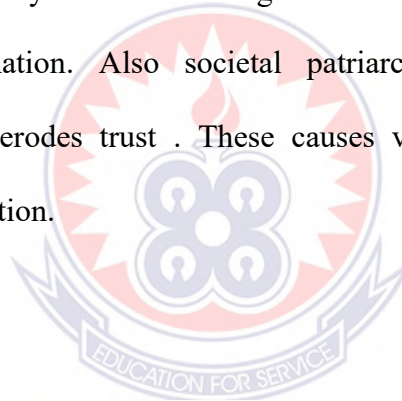 ation. Also societal patriarc
erodes trust . These causes v
tion.
EDUCATION FOR SERVICE